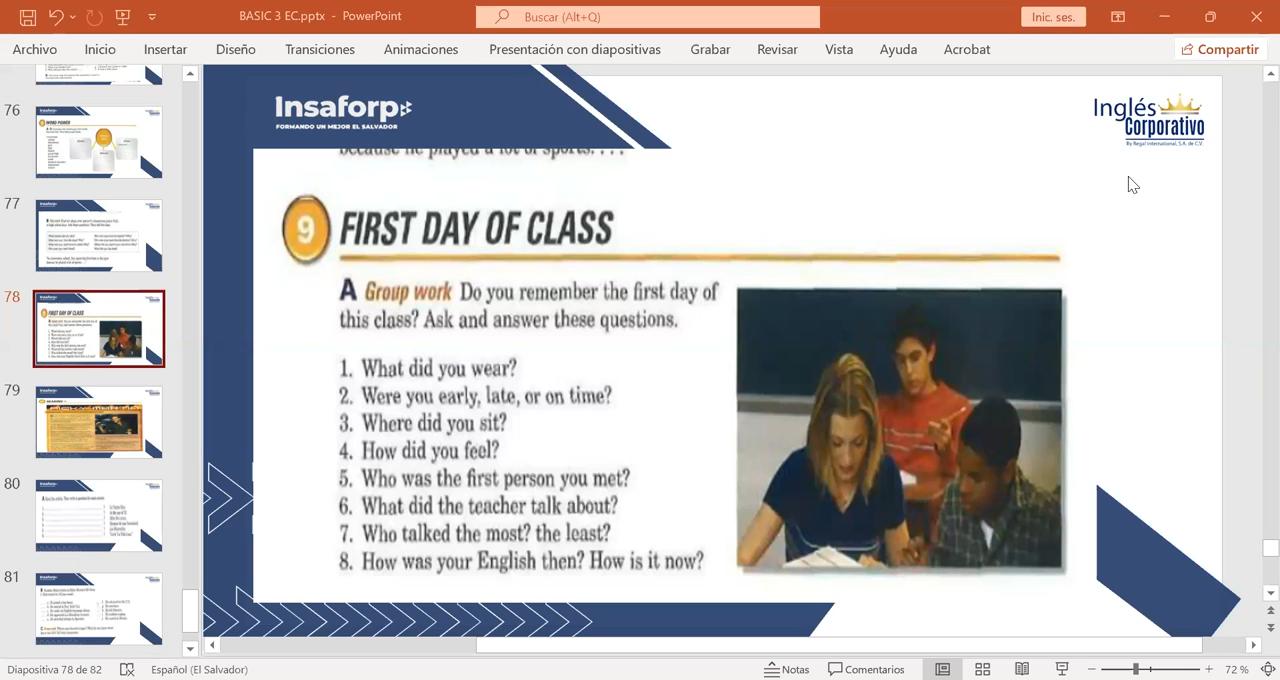 BASIC 3 EC.pptx - PowerPoint
Buscar (Alt+Q)
Inic. ses.
Archivo Inicio Insertar Diseño Transiciones Animaciones Presentación con diapositivas Grabar Revisar Vista Ayuda Acrobat
Compartir
76
77
78
79
80
81
Insaforp
FORMANDO UN MEJOR EL SALVADOR
Inglés
Corporativo
By Regal International, S.A. de C.V.
because he played a lot of sports. . . .
9 FIRST DAY OF CLASS
A Group work Do you remember the first day of
this class? Ask and answer these questions.
1. What did you wear?
2. Were you early, late, or on time?
3. Where did you sit?
4. How did you feel?
5. Who was the first person you met?
6. What did the teacher talk about?
7. Who talked the most? the least?
8. How was your English then? How is it now?
Diapositiva 78 de 82
Español (El Salvador)
Notas
Comentarios
72 %